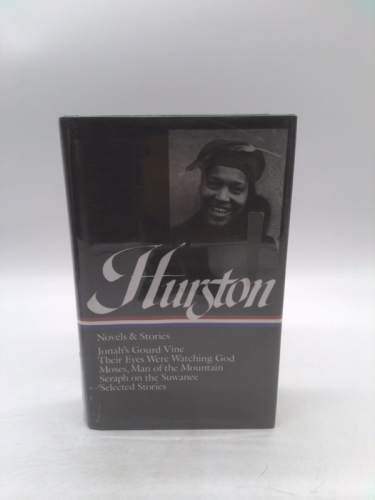 Hurston
Novels & Stories
Jonah's Gourd Vine
Their Eyes Were Watching God
Moses, Man of the Mountain
Seraph on the Suwanee
Selected Stories